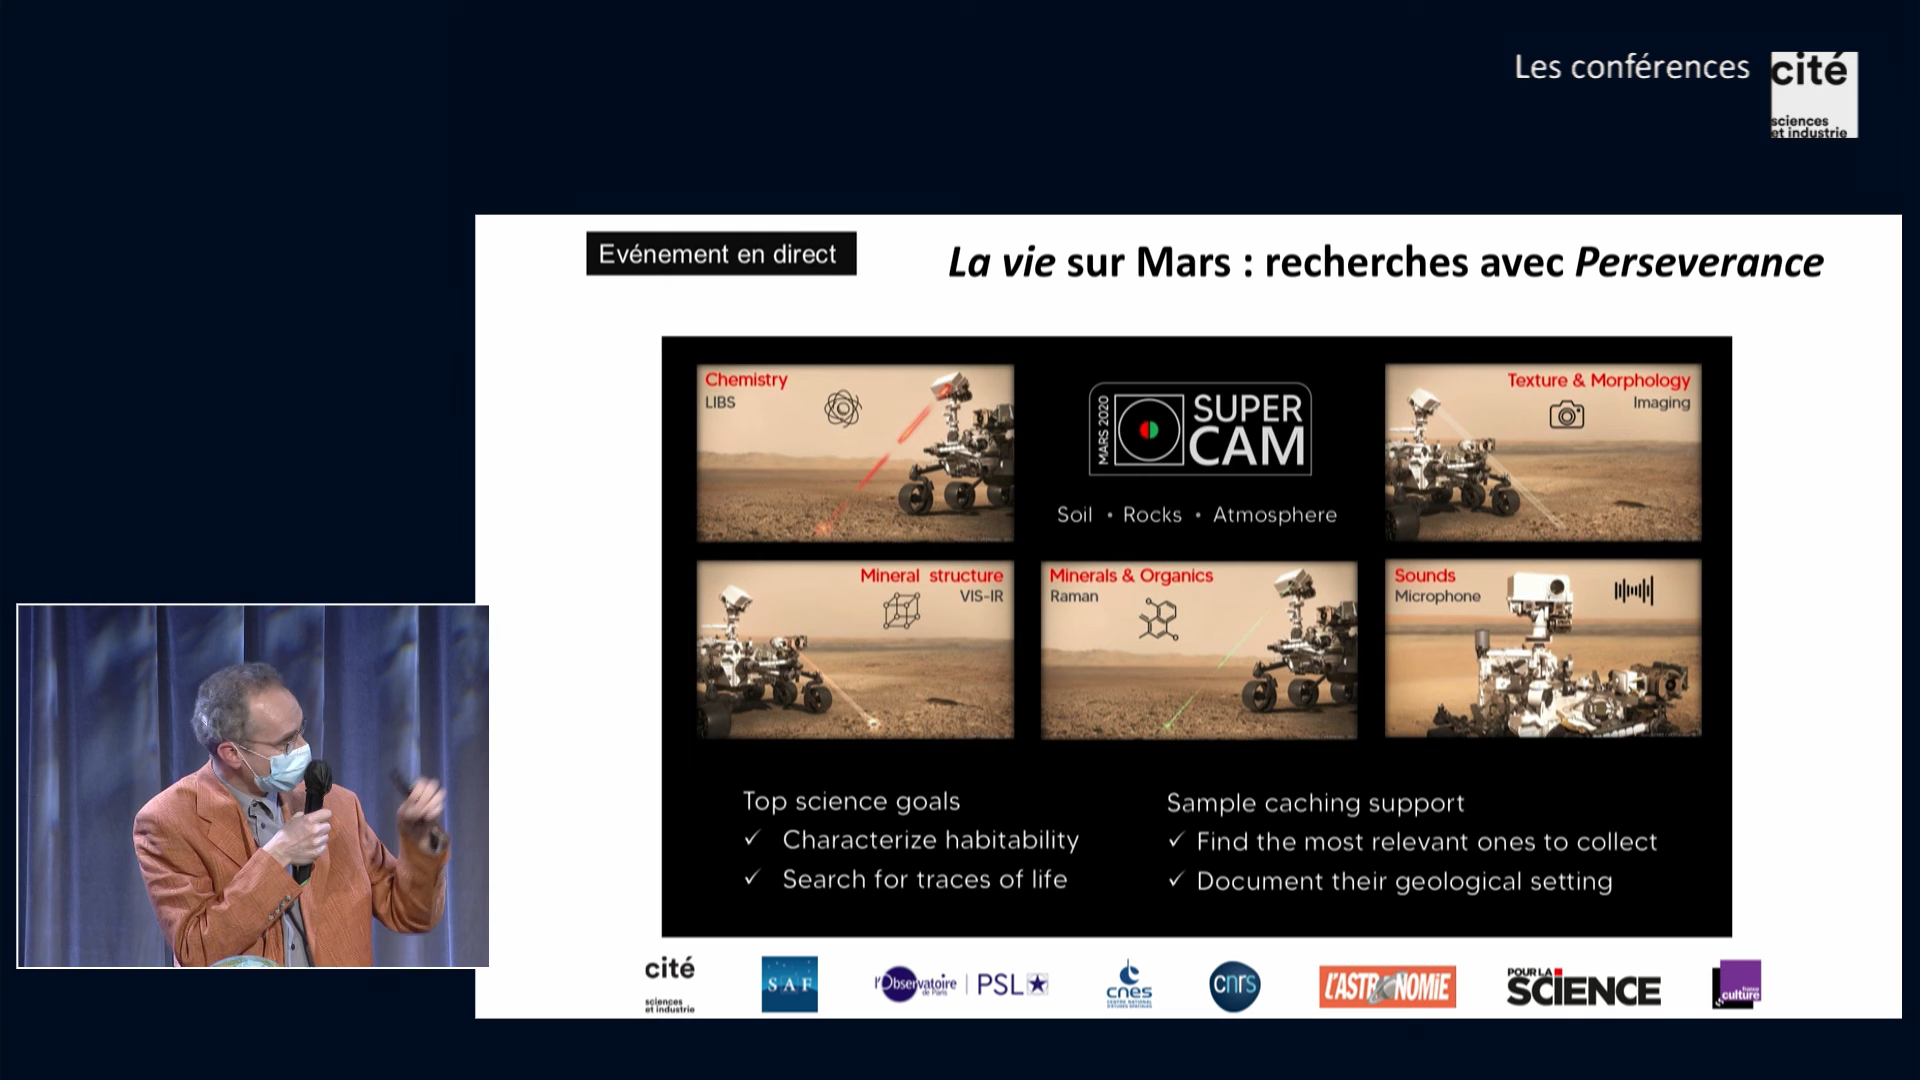 Les conférences
cité
sciences
et industrie
Evénement en direct
La vie sur Mars : recherches avec Perseverance
Chemistry
LIBS
MARS 2020
SUPER
CAM
Soil • Rocks • Atmosphere
Texture & Morphology
Imaging
Mineral structure
VIS-IR
Minerals & Organics
Raman
Sounds
Microphone
Top science goals
✓ Characterize habitability
✓ Search for traces of life
Sample caching support
✓ Find the most relevant ones to collect
✓ Document their geological setting
cité
sciences
et industrie
SAF
l'Observatoire
de Paris
PSL
cnes
CENTRE NATIONAL
D'ÉTUDES SPATIALES
cnrs
l'ASTRONOMiE
POUR LA
SCIENCE
france
culture